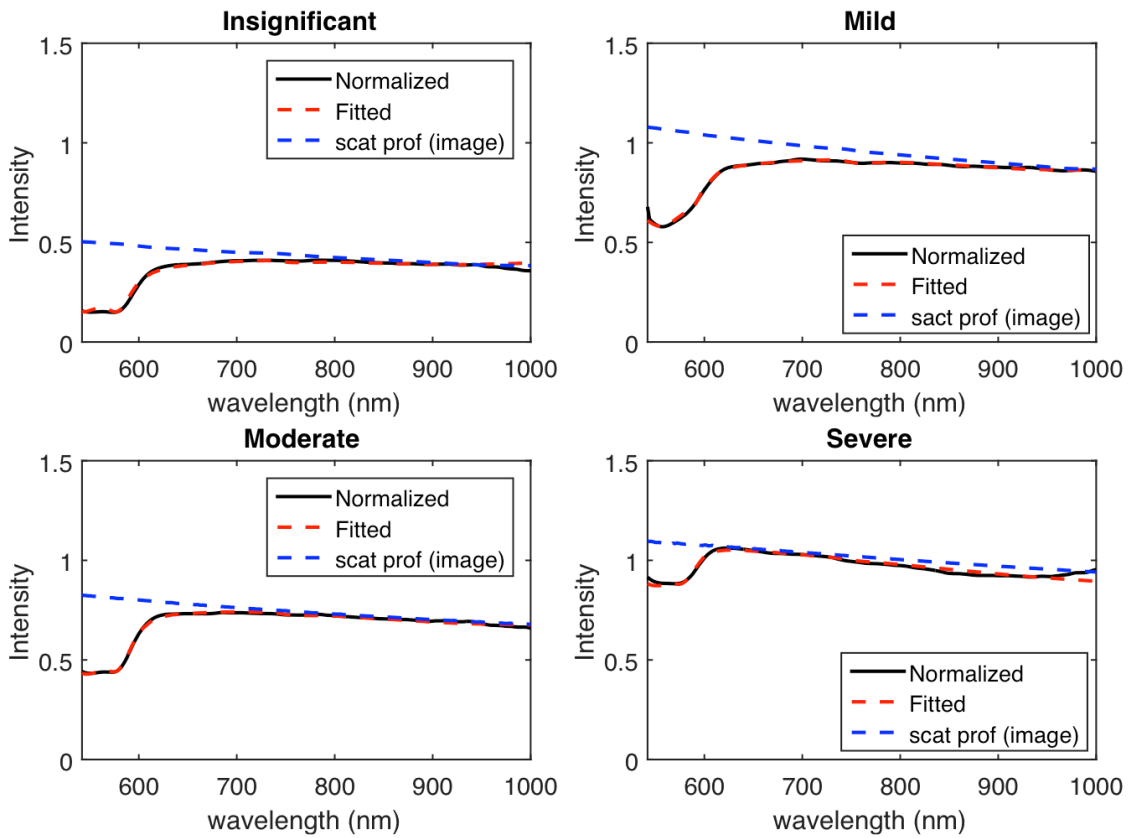 Insignificant
1.5
1
0.5
0
Intensity
Normalized
Fitted
scat prof (image)
600 700 800 900 1000
wavelength (nm)
Mild
1.5
1
0.5
0
Intensity
Normalized
Fitted
sact prof (image)
600 700 800 900 1000
wavelength (nm)
Moderate
1.5
1
0.5
0
Intensity
Normalized
Fitted
scat prof (image)
600 700 800 900 1000
wavelength (nm)
Severe
1.5
1
0.5
0
Intensity
Normalized
Fitted
scat prof (image)
600 700 800 900 1000
wavelength (nm)